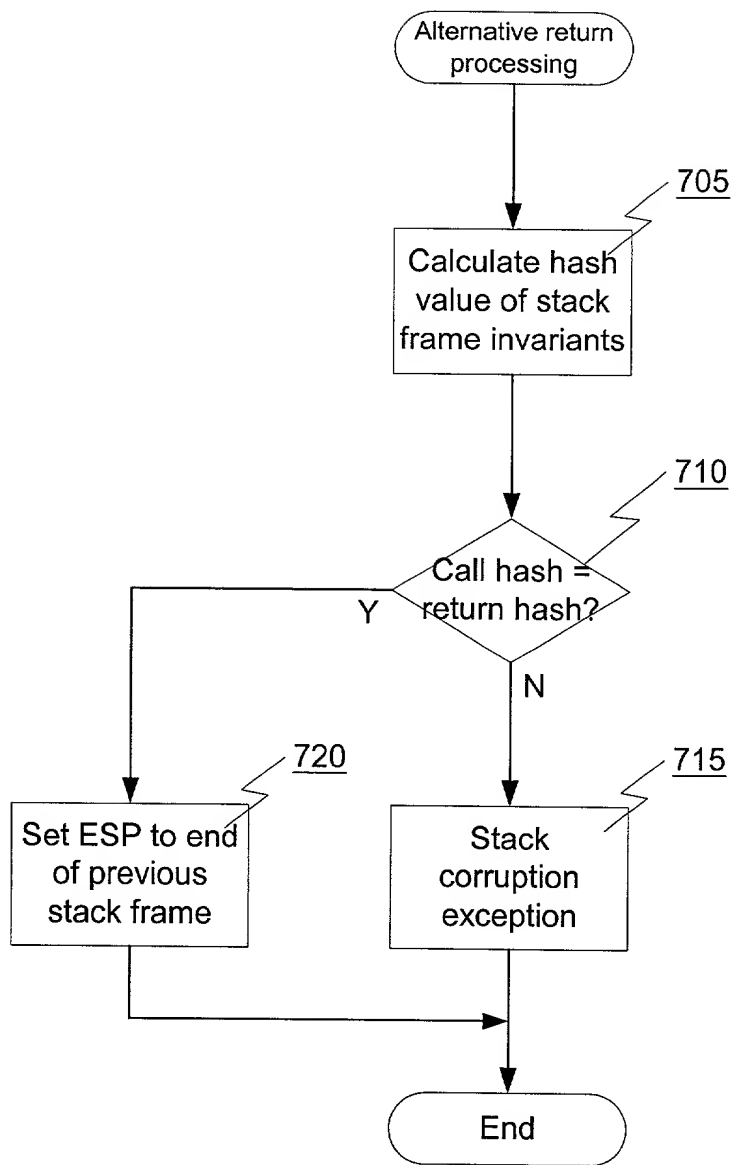 Alternative return
processing
705
Calculate hash
value of stack
frame invariants
710
Call hash =
return hash?
Y
N
720
Set ESP to end
of previous
stack frame
715
Stack
corruption
exception
End